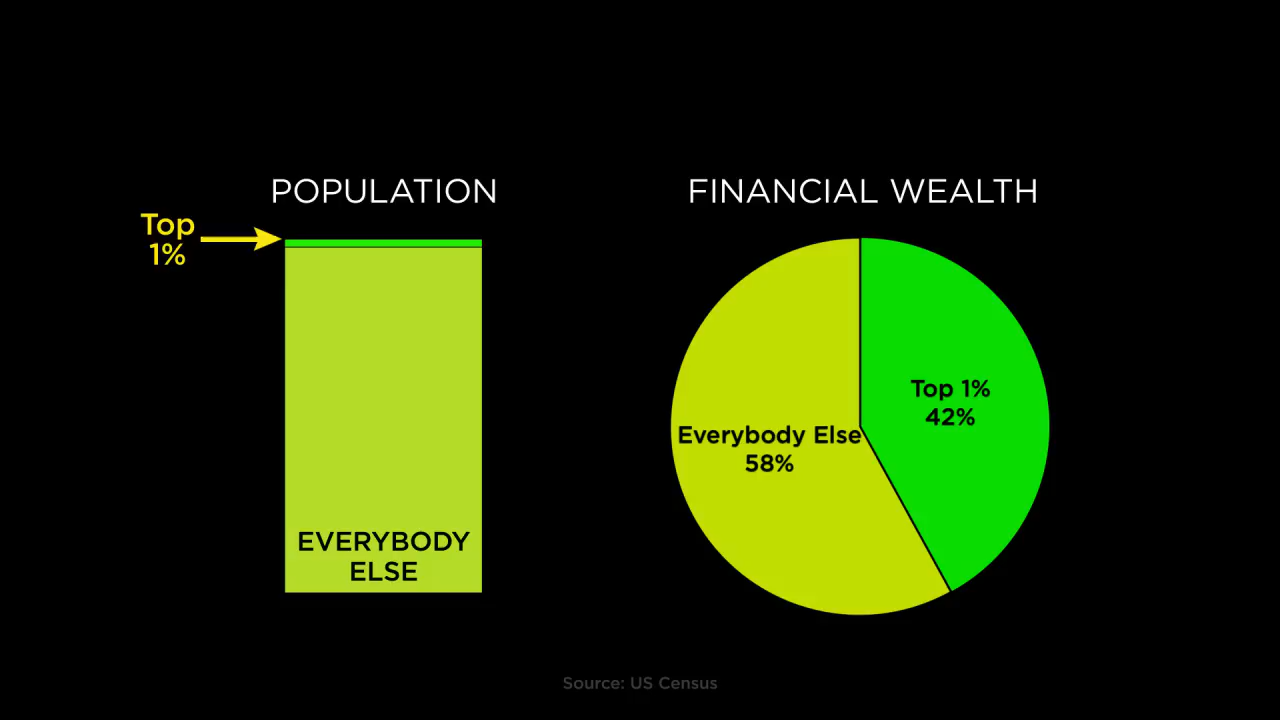 POPULATION
Top
1%
EVERYBODY
ELSE
FINANCIAL WEALTH
Top 1%
42%
Everybody Else
58%
Source: US Census